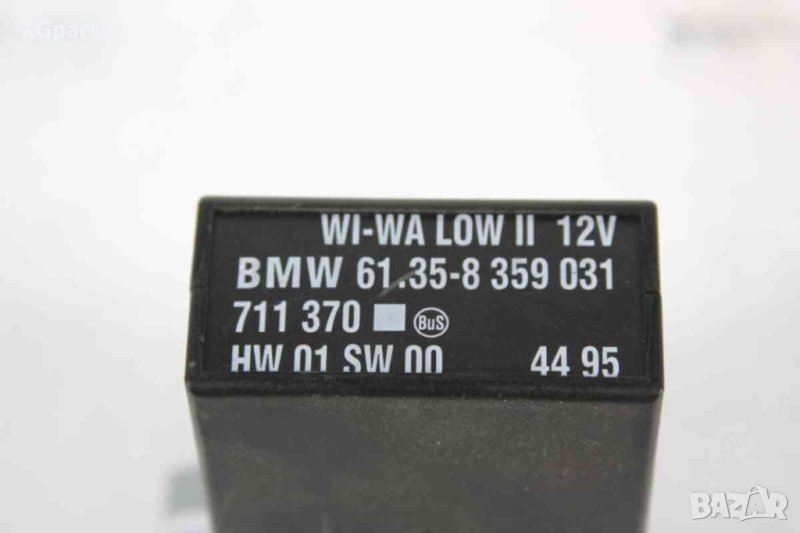 XGparts
WI-WA LOW II 12V
BMW 61.35-8 359 031
711 370 BuS
HW 01 SW 00 44 95
BAZAR